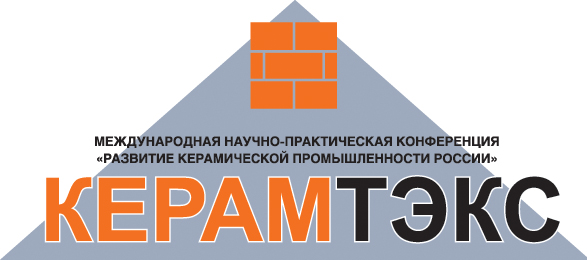 МЕЖДУНАРОДНАЯ НАУЧНО-ПРАКТИЧЕСКАЯ КОНФЕРЕНЦИЯ
«РАЗВИТИЕ КЕРАМИЧЕСКОЙ ПРОМЫШЛЕННОСТИ РОССИИ»
КЕРАМТЭКС